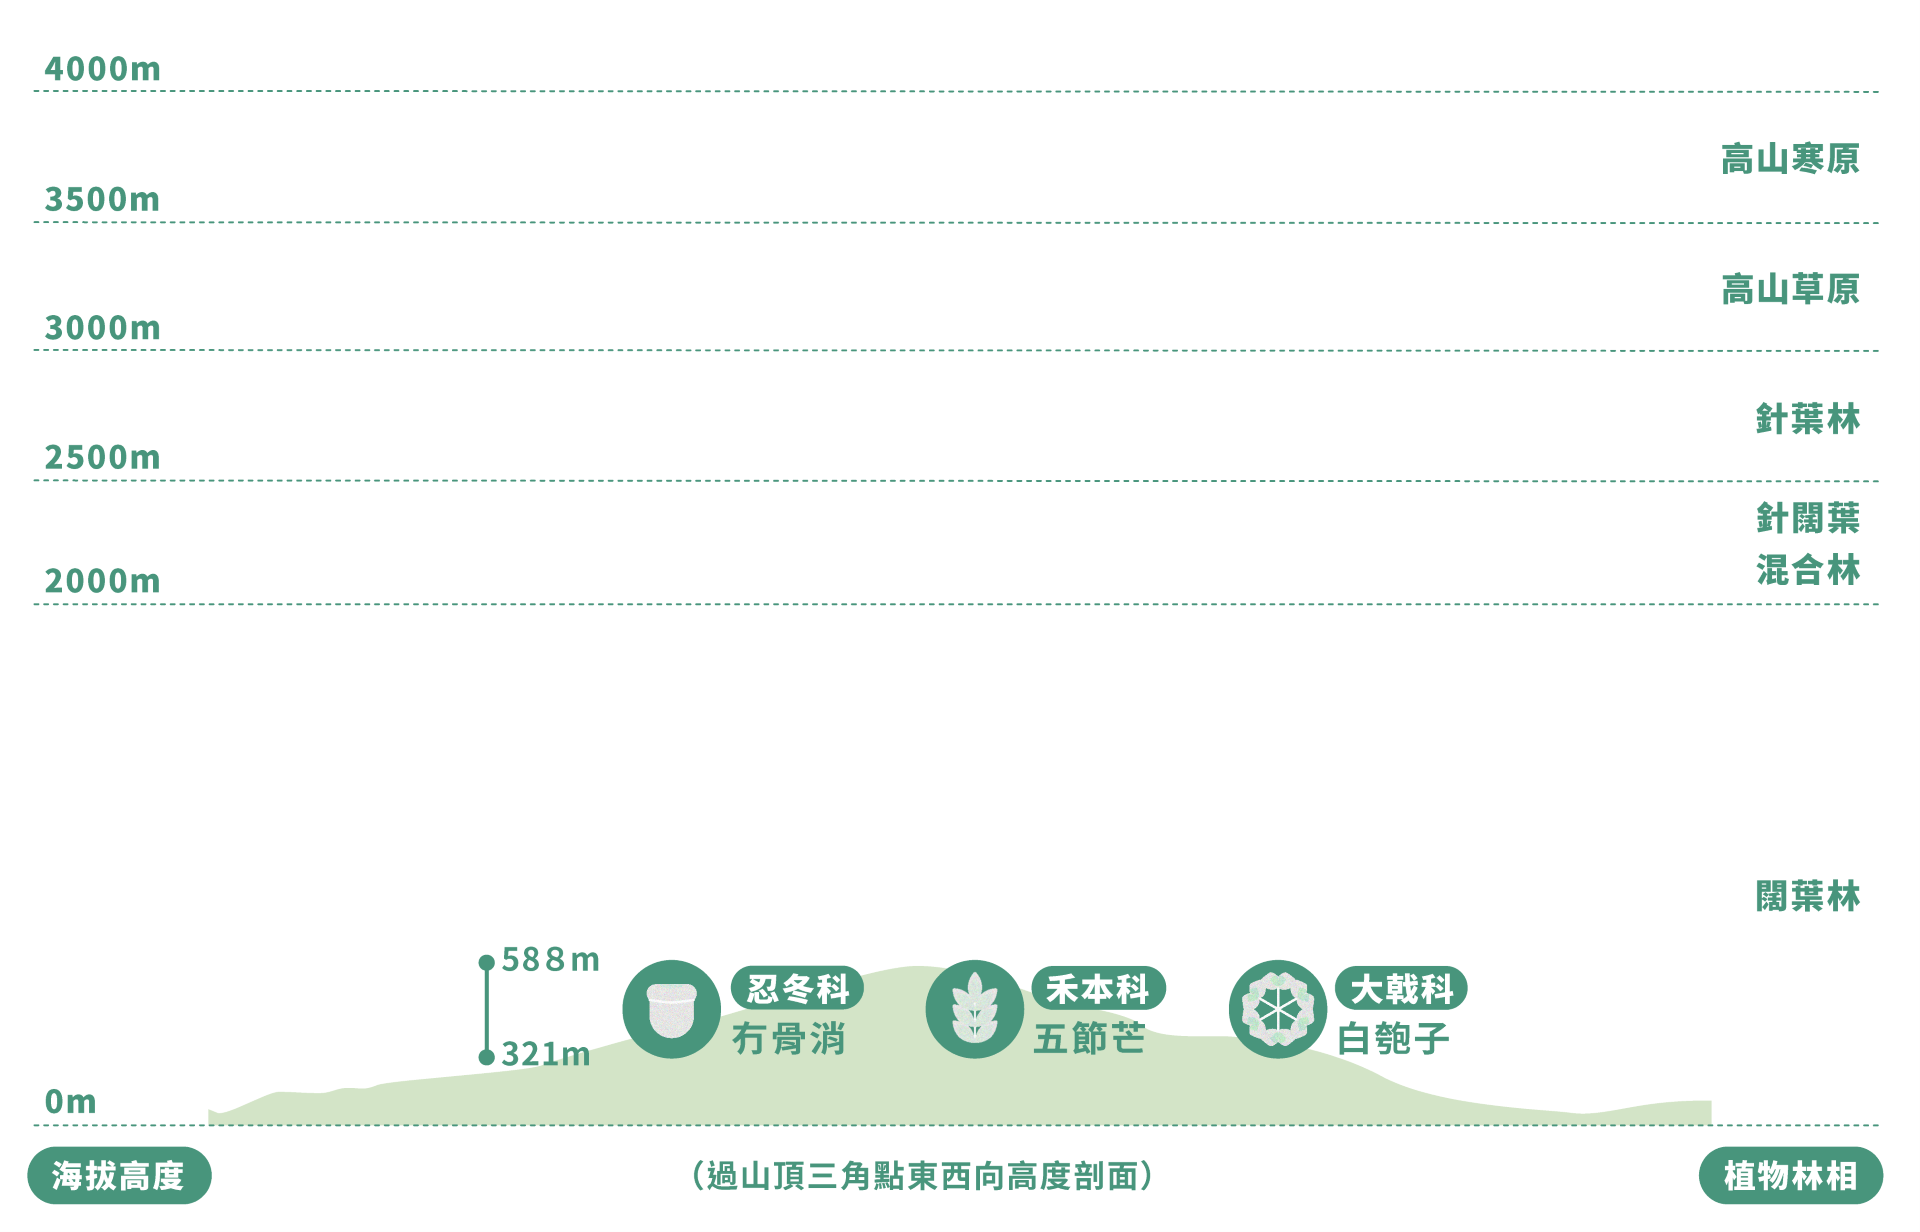 4000m
高山寒原
3500m
高山草原
3000m
針葉林
2500m
針闊葉
混合林
2000m
闊葉林
588m
321m
忍冬科
冇骨消
禾本科
五節芒
大戟科
白匏子
0m
海拔高度
（過山頂三角點東西向高度剖面）
植物林相